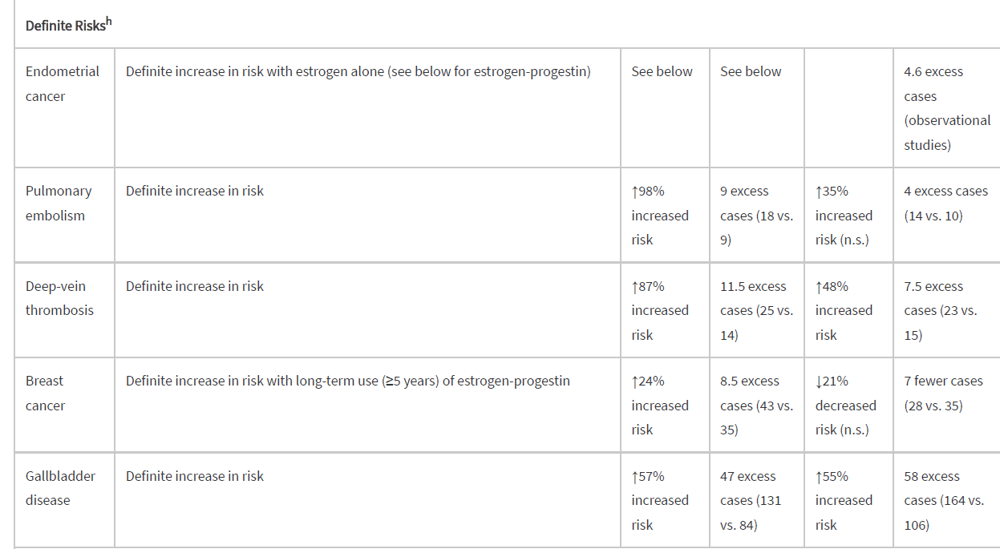 Definite Risksʰ
Endometrial
cancer
Definite increase in risk with estrogen alone (see below for estrogen-progestin)
See below
See below
4.6 excess
cases
(observational
studies)
Pulmonary
embolism
Definite increase in risk
↑98%
increased
risk
9 excess
cases (18 vs.
9)
↑35%
increased
risk (n.s.)
4 excess cases
(14 vs. 10)
Deep-vein
thrombosis
Definite increase in risk
↑87%
increased
risk
11.5 excess
cases (25 vs.
14)
↑48%
increased
risk
7.5 excess
cases (23 vs.
15)
Breast
cancer
Definite increase in risk with long-term use (≥5 years) of estrogen-progestin
↑24%
increased
risk
8.5 excess
cases (43 vs.
35)
↓21%
decreased
risk (n.s.)
7 fewer cases
(28 vs. 35)
Gallbladder
disease
Definite increase in risk
↑57%
increased
risk
47 excess
cases (131
vs. 84)
↑55%
increased
risk
58 excess
cases (164 vs.
106)